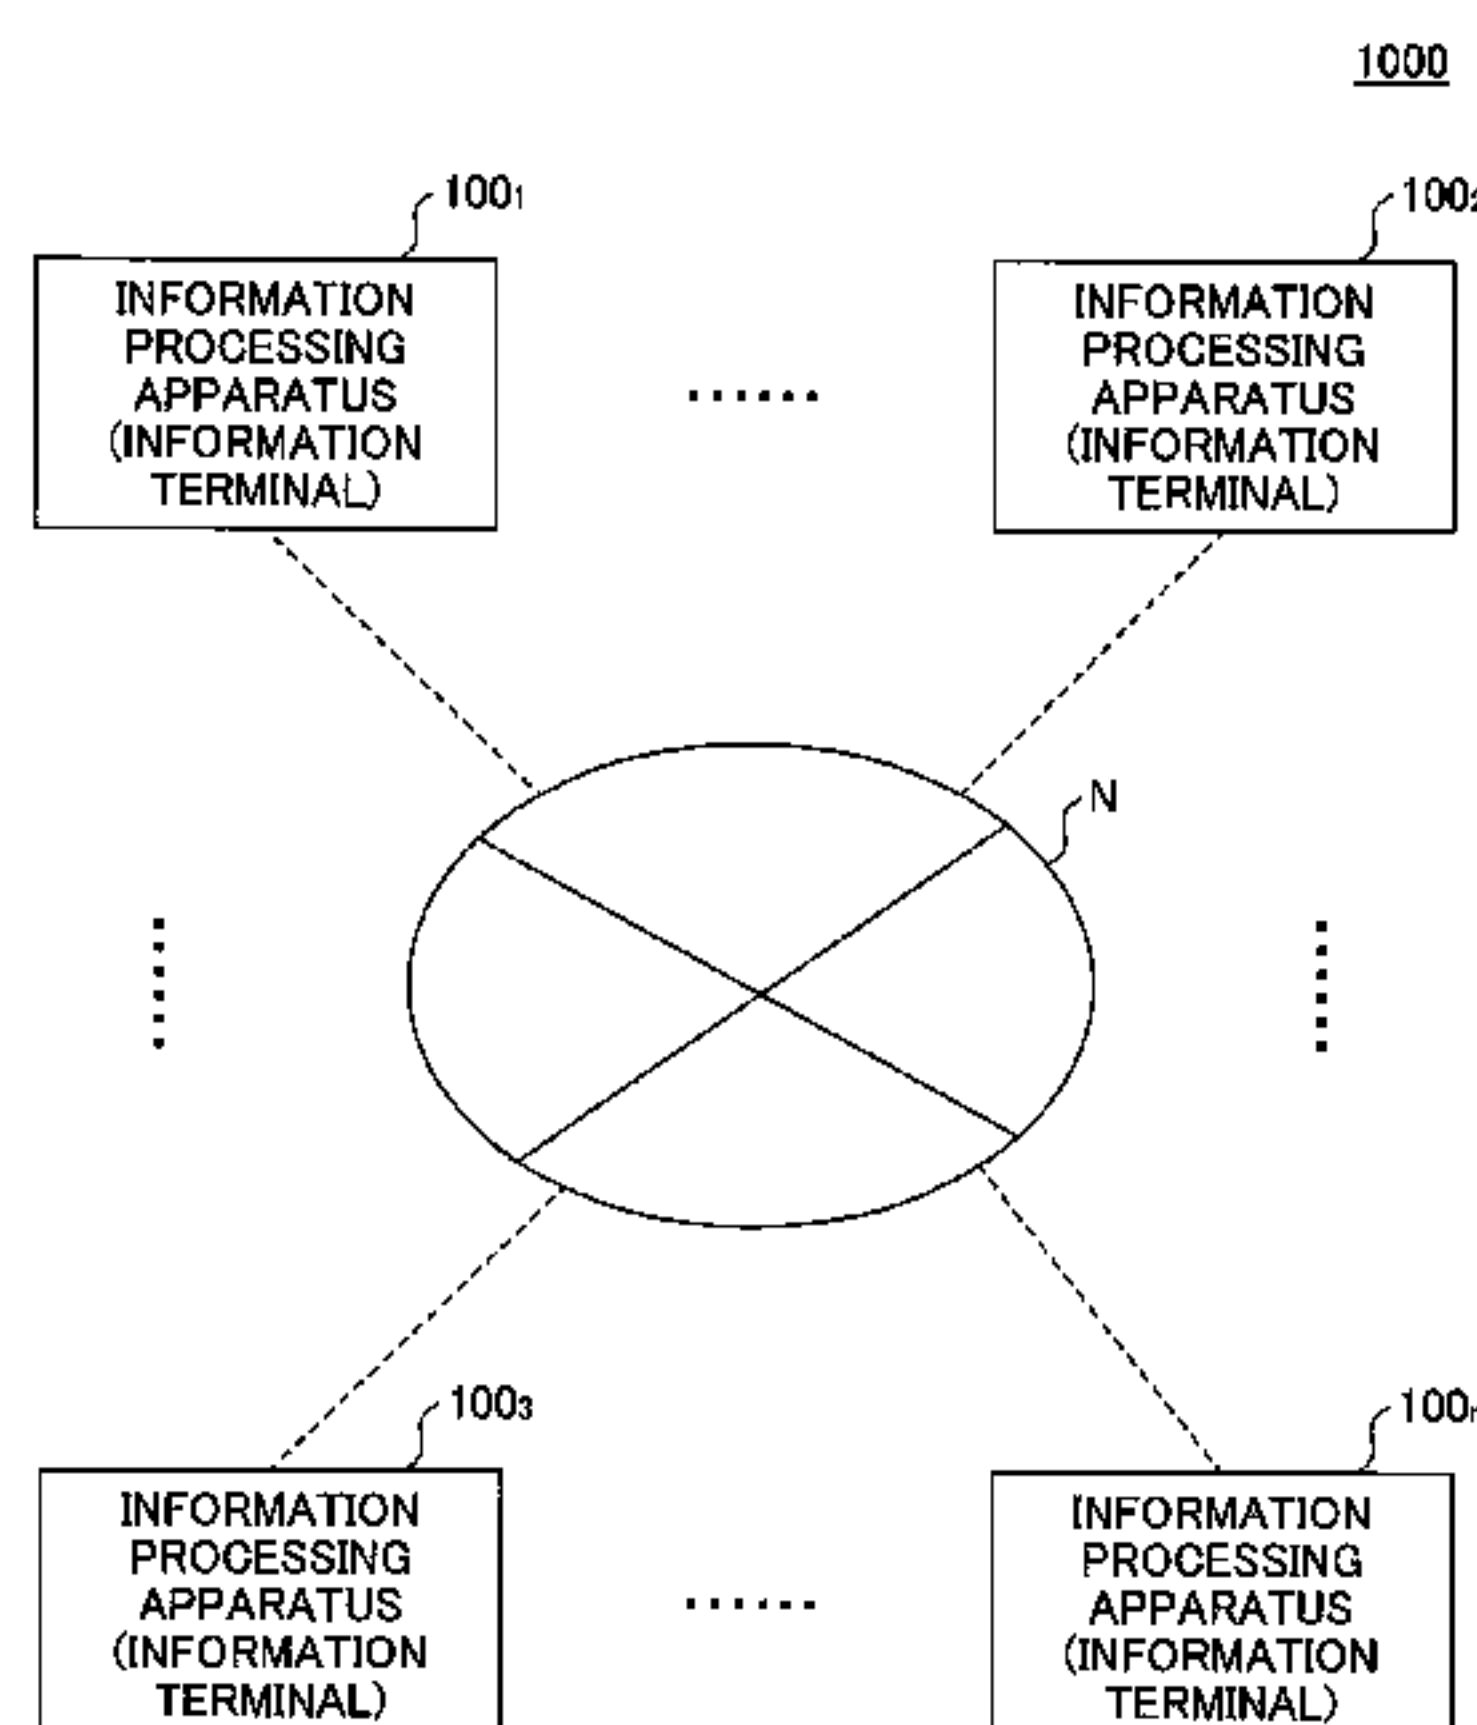 1000
100₁
100₂
INFORMATION
PROCESSING
APPARATUS
(INFORMATION
TERMINAL)
INFORMATION
PROCESSING
APPARATUS
(INFORMATION
TERMINAL)
N
100₃
100ₙ
INFORMATION
PROCESSING
APPARATUS
(INFORMATION
TERMINAL)
INFORMATION
PROCESSING
APPARATUS
(INFORMATION
TERMINAL)